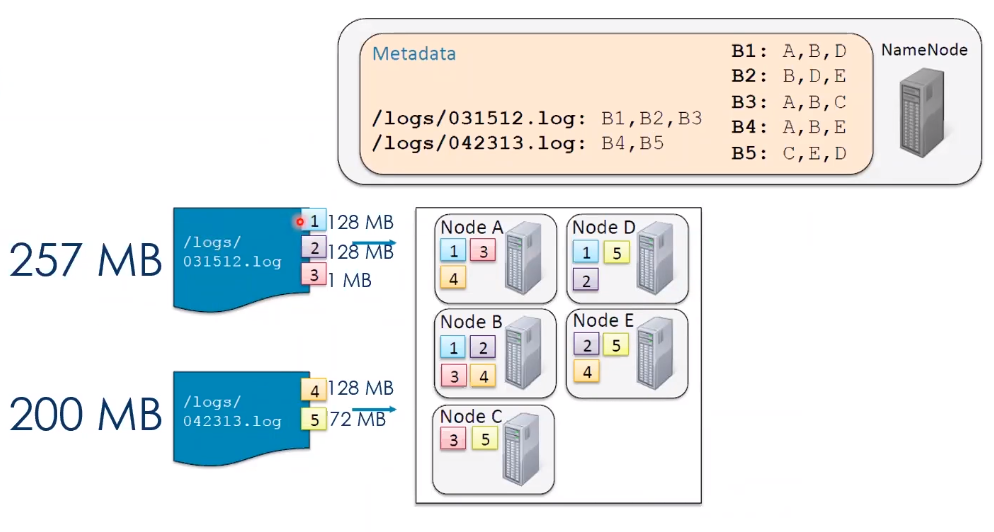 Metadata
NameNode
/logs/031512.log: B1,B2,B3
/logs/042313.log: B4,B5
B1: A,B,D
B2: B,D,E
B3: A,B,C
B4: A,B,E
B5: C,E,D
257 MB
/logs/
031512.log
1 128 MB
2 128 MB
3 1 MB
200 MB
/logs/
042313.log
4 128 MB
5 72 MB
Node A
1 3
4
Node D
1 5
2
Node B
1 2
3 4
Node E
2 5
4
Node C
3 5